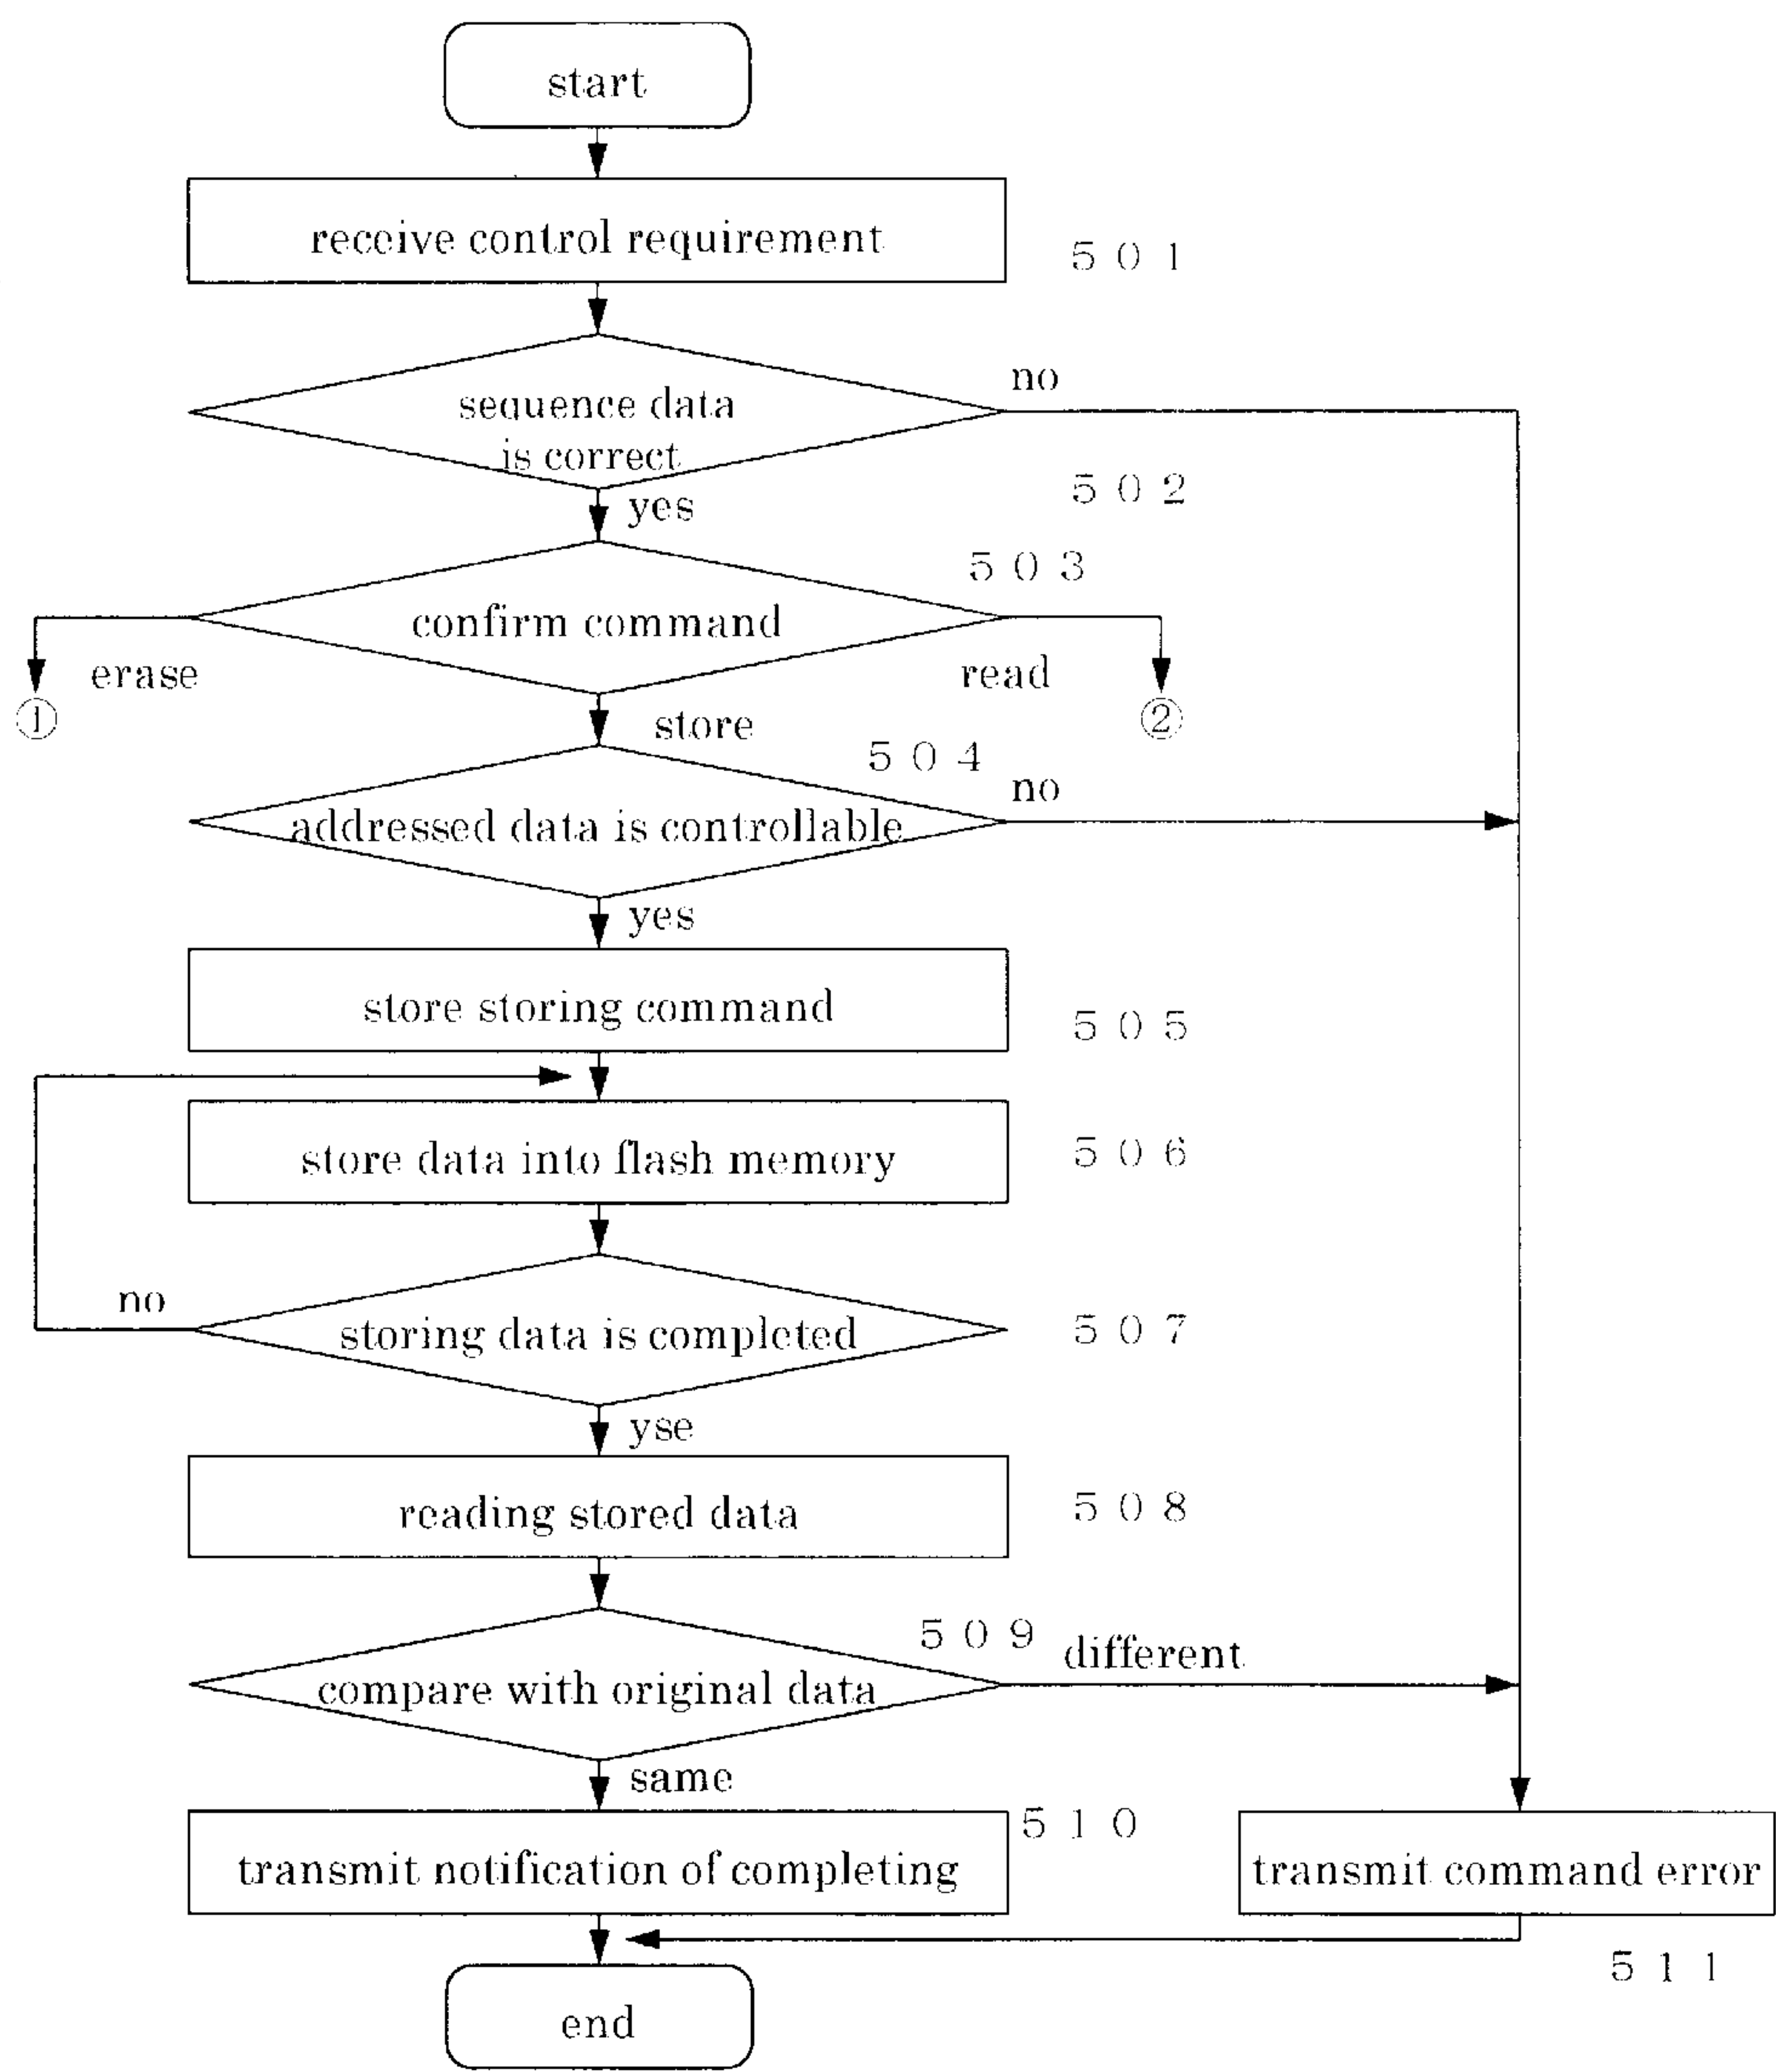 start
receive control requirement
501
no
sequence data
is correct
502
yes
503
confirm command
erase
read
①
②
store
504
no
addressed data is controllable
yes
store storing command
505
store data into flash memory
506
no
storing data is completed
507
yse
reading stored data
508
509
different
compare with original data
same
510
transmit notification of completing
transmit command error
511
end